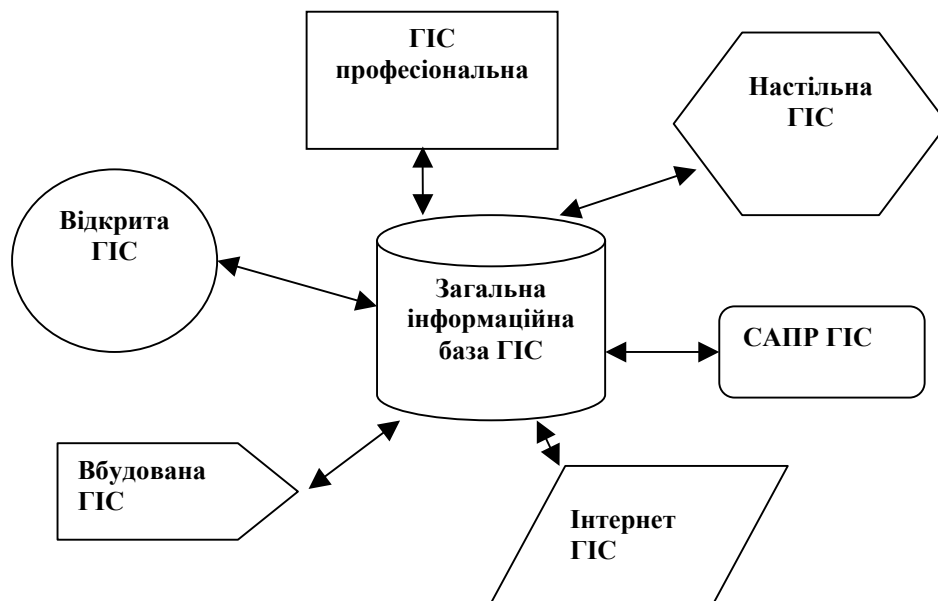 ГІС
професіональна
Настільна
ГІС
Відкрита
ГІС
Загальна
інформаційна
база ГІС
САПР ГІС
Вбудована
ГІС
Інтернет
ГІС